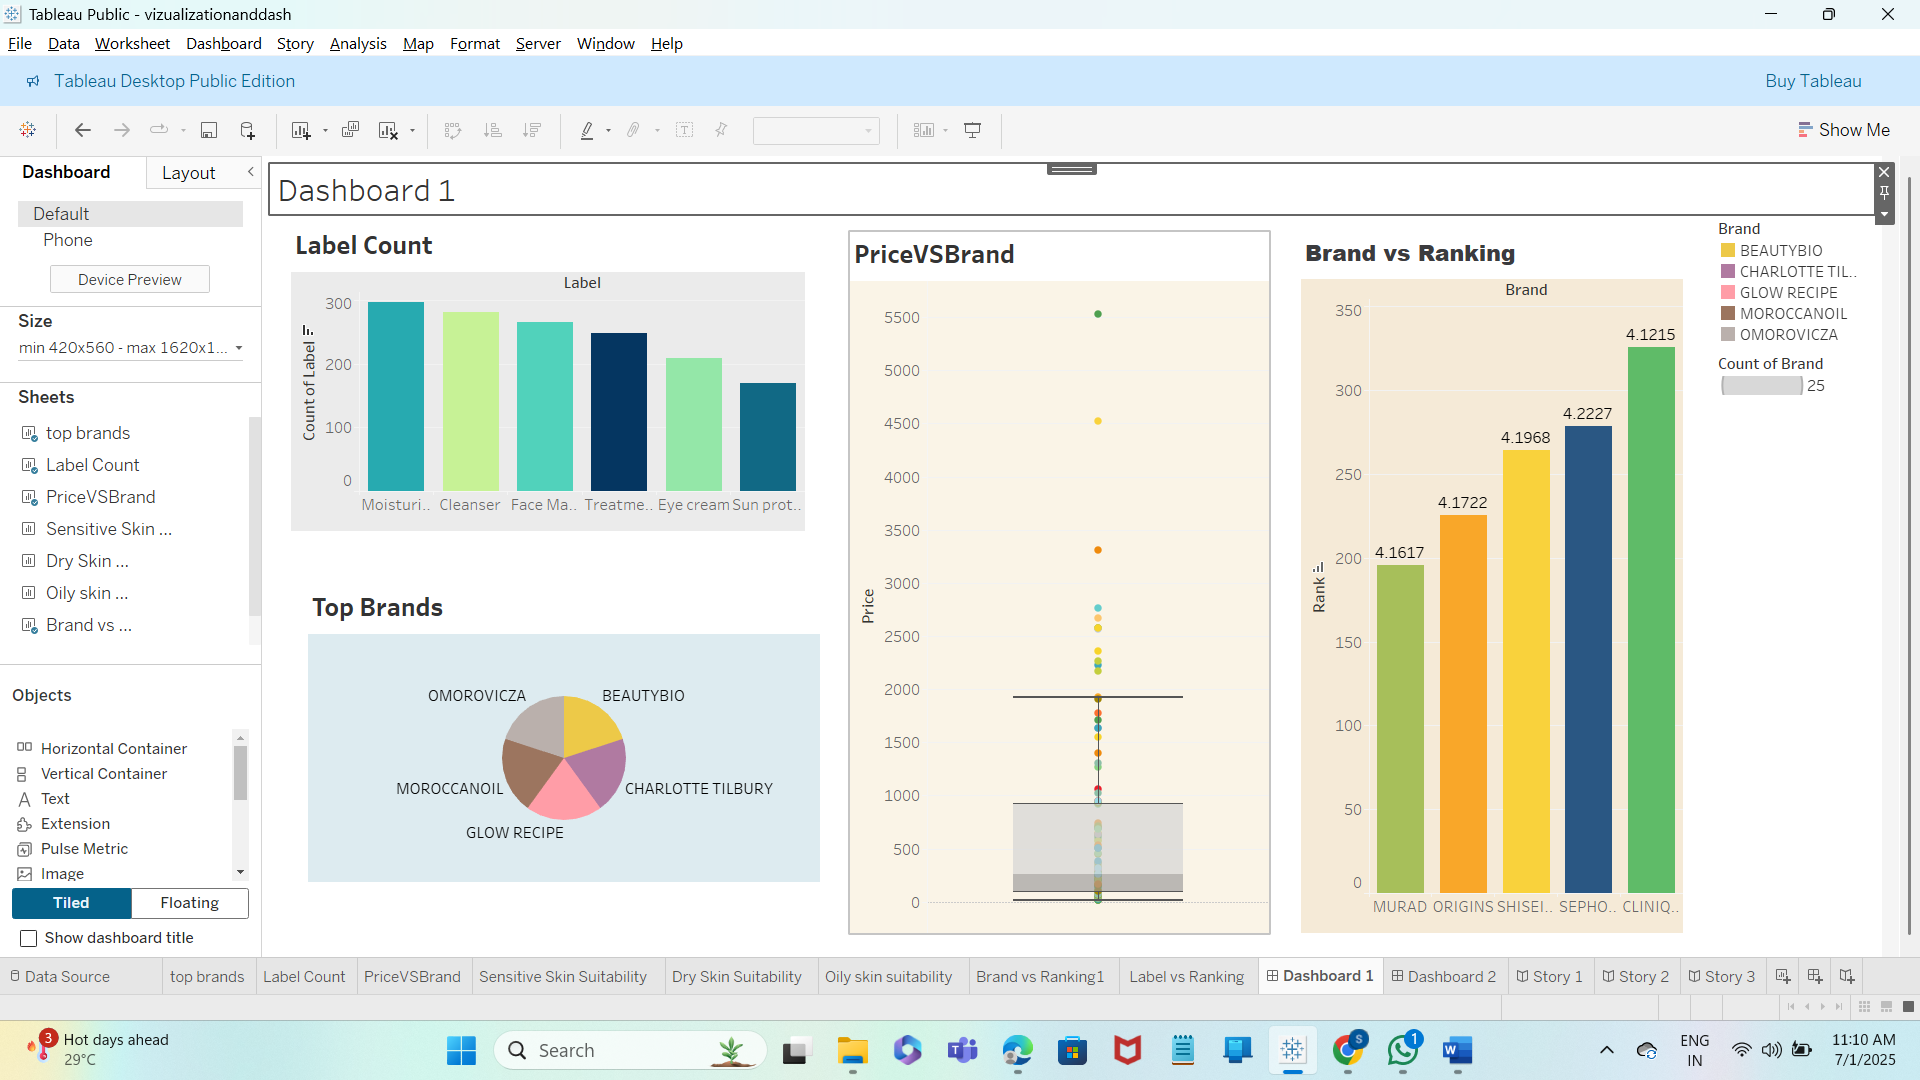 Tableau Public - vizualizationanddash
File Data Worksheet Dashboard Story Analysis Map Format Server Window Help
Tableau Desktop Public Edition
Buy Tableau
Show Me
Dashboard
Layout
Default
Phone
Device Preview
Size
min 420x560 - max 1620x1...
Sheets
top brands
Label Count
PriceVSBrand
Sensitive Skin ...
Dry Skin ...
Oily skin ...
Brand vs ...
Objects
Horizontal Container
Vertical Container
Text
Extension
Pulse Metric
Image
Tiled
Floating
Show dashboard title
Dashboard 1
Label Count
Label
Count of Label
300
200
100
0
Moisturi..
Cleanser
Face Ma..
Treatme..
Eye cream
Sun prot..
Top Brands
OMOROVICZA
BEAUTYBIO
MOROCCANOIL
CHARLOTTE TILBURY
GLOW RECIPE
PriceVSBrand
Price
5500
5000
4500
4000
3500
3000
2500
2000
1500
1000
500
0
Brand vs Ranking
Brand
Rank
350
300
250
200
150
100
50
0
4.1617
4.1722
4.1968
4.2227
4.1215
MURAD
ORIGINS
SHISEI..
SEPHO..
CLINIQ..
Brand
BEAUTYBIO
CHARLOTTE TIL..
GLOW RECIPE
MOROCCANOIL
OMOROVICZA
Count of Brand
25
Data Source
top brands
Label Count
PriceVSBrand
Sensitive Skin Suitability
Dry Skin Suitability
Oily skin suitability
Brand vs Ranking1
Label vs Ranking
Dashboard 1
Dashboard 2
Story 1
Story 2
Story 3
3
Hot days ahead
29°C
Search
S
1
ENG
IN
11:10 AM
7/1/2025